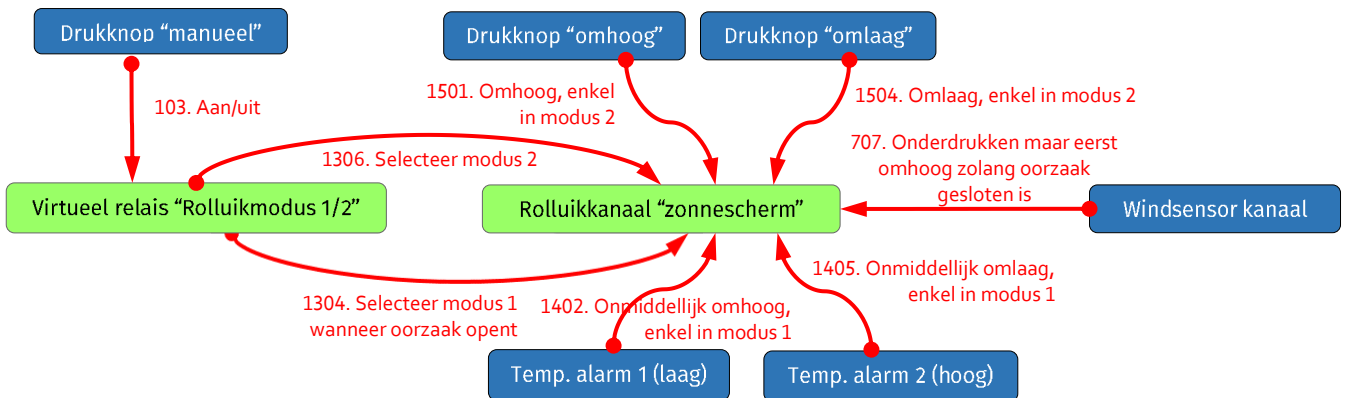 Drukknop “manueel”
Drukknop “omhoog”
Drukknop “omlaag”
103. Aan/uit
1501. Omhoog, enkel
in modus 2
1504. Omlaag, enkel in modus 2
1306. Selecteer modus 2
707. Onderdrukken maar eerst
omhoog zolang oorzaak
gesloten is
Virtueel relais “Rolluikmodus 1/2”
Rolluikkanaal “zonnescherm”
Windsensor kanaal
1304. Selecteer modus 1
wanneer oorzaak opent
1402. Onmiddellijk omhoog,
enkel in modus 1
1405. Onmiddellijk omlaag,
enkel in modus 1
Temp. alarm 1 (laag)
Temp. alarm 2 (hoog)